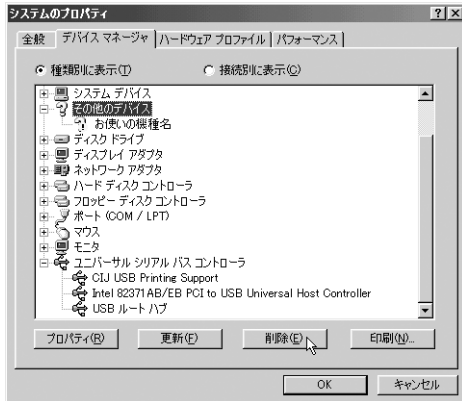 システムのプロパティ
全般 デバイス マネージャ ハードウェア プロファイル パフォーマンス
種類別に表示(T) 接続別に表示(C)
システム デバイス
その他のデバイス
お使いの機種名
ディスク ドライブ
ディスプレイ アダプタ
ネットワーク アダプタ
ハード ディスク コントローラ
フロッピー ディスク コントローラ
ポート (COM / LPT)
マウス
モニタ
ユニバーサル シリアル バス コントローラ
CIJ USB Printing Support
Intel 82371AB/EB PCI to USB Universal Host Controller
USB ルート ハブ
プロパティ(R) 更新(F) 削除(E) 印刷(N)...
OK キャンセル